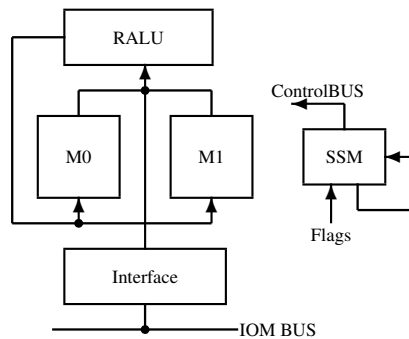 RALU
ControlBUS
M0
M1
SSM
Flags
Interface
IOM BUS